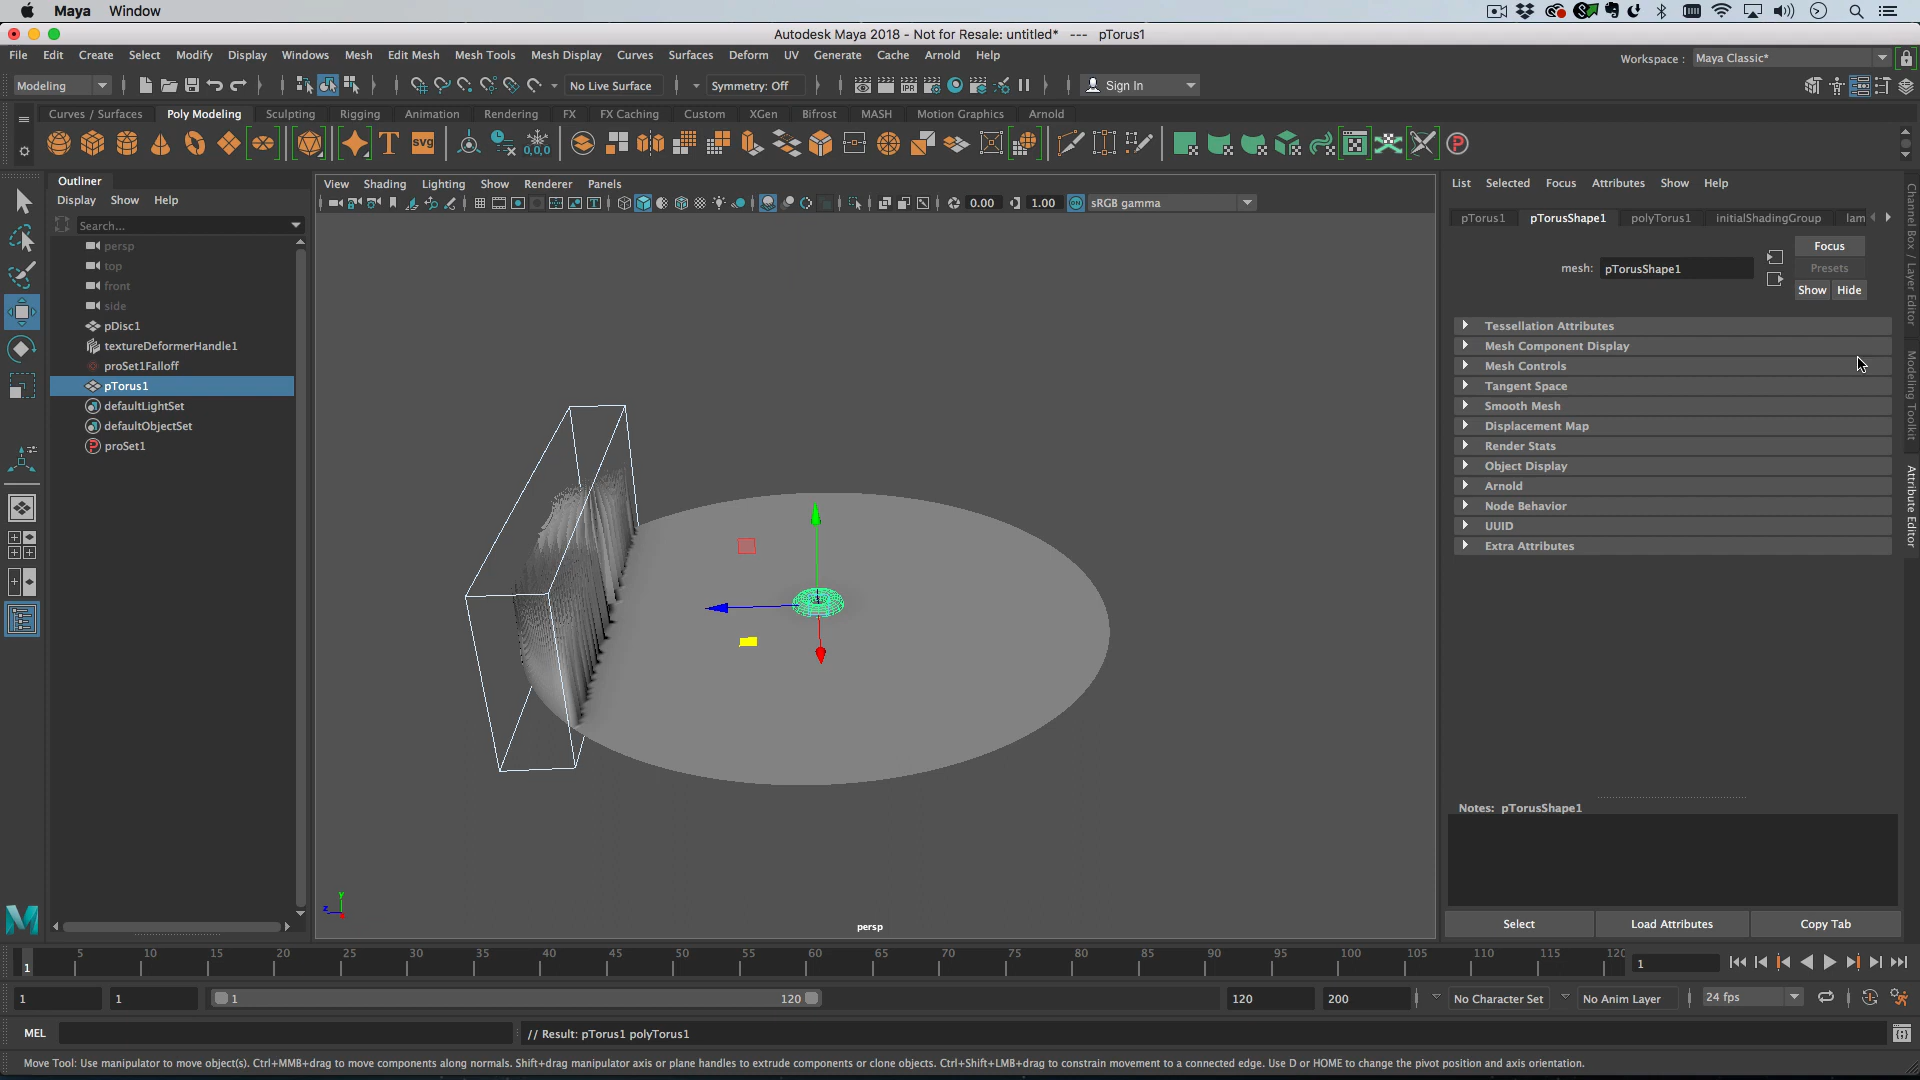 Maya Window
Autodesk Maya 2018 - Not for Resale: untitled* --- pTorus1
File Edit Create Select Modify Display Windows Mesh Edit Mesh Mesh Tools Mesh Display Curves Surfaces Deform UV Generate Cache Arnold Help
Workspace : Maya Classic*
Modeling No Live Surface Symmetry: Off Sign In
Curves / Surfaces Poly Modeling Sculpting Rigging Animation Rendering FX FX Caching Custom XGen Bifrost MASH Motion Graphics Arnold
Outliner
Display Show Help
Search...
persp
top
front
side
pDisc1
textureDeformerHandle1
proSet1Falloff
pTorus1
defaultLightSet
defaultObjectSet
proSet1
View Shading Lighting Show Renderer Panels
0.00 1.00 ON sRGB gamma
persp
List Selected Focus Attributes Show Help
pTorus1 pTorusShape1 polyTorus1 initialShadingGroup lam
Focus
mesh: pTorusShape1
Presets
Show Hide
Tessellation Attributes
Mesh Component Display
Mesh Controls
Tangent Space
Smooth Mesh
Displacement Map
Render Stats
Object Display
Arnold
Node Behavior
UUID
Extra Attributes
Notes: pTorusShape1
Select Load Attributes Copy Tab
Channel Box / Layer Editor
Modeling Toolkit
Attribute Editor
1 5 10 15 20 25 30 35 40 45 50 55 60 65 70 75 80 85 90 95 100 105 110 115 120 1
1 1 1 120 120 200 No Character Set No Anim Layer 24 fps
MEL // Result: pTorus1 polyTorus1
Move Tool: Use manipulator to move object(s). Ctrl+MMB+drag to move components along normals. Shift+drag manipulator axis or plane handles to extrude components or clone objects. Ctrl+Shift+LMB+drag to constrain movement to a connected edge. Use D or HOME to change the pivot position and axis orientation.